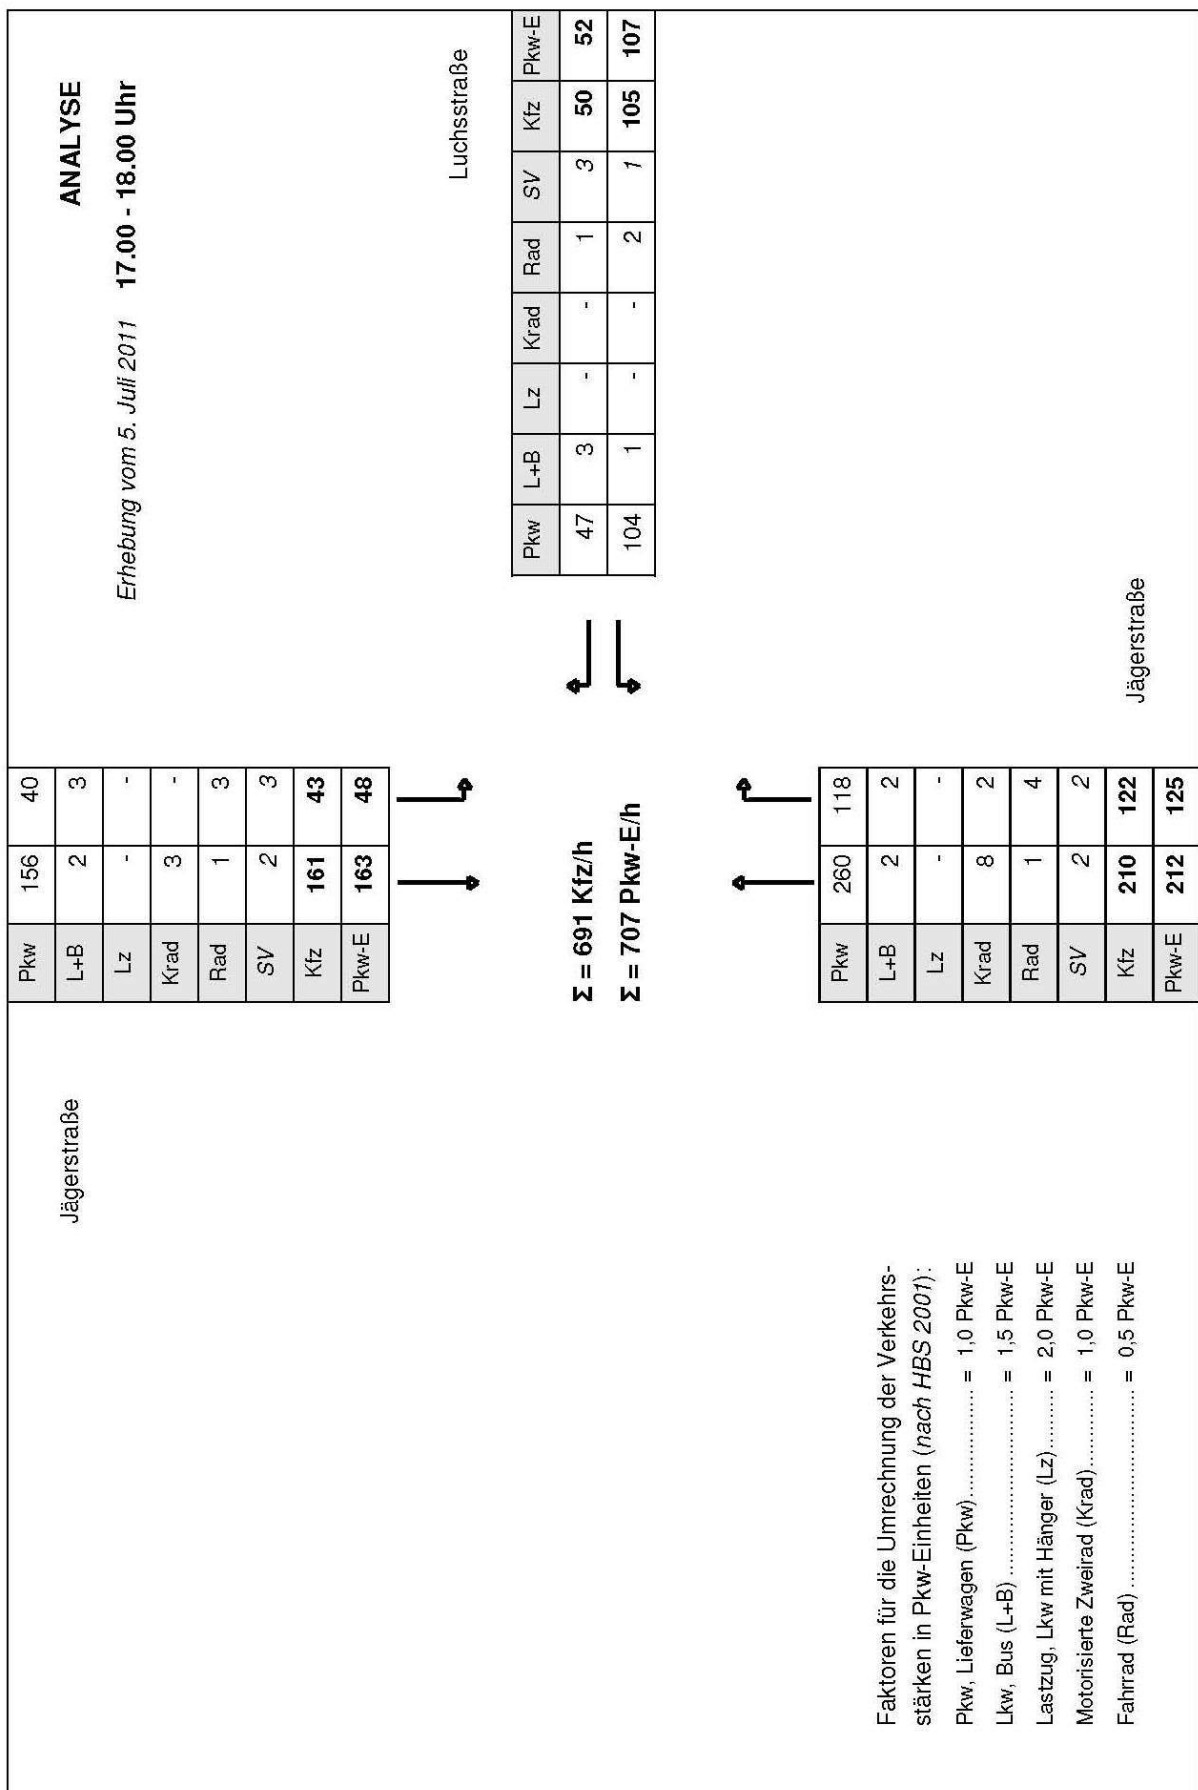 ANALYSE
Erhebung vom 5. Juli 2011 17.00 - 18.00 Uhr
Jägerstraße
Pkw 156 40
L+B 2 3
Lz - -
Krad 3 -
Rad 1 3
SV 2 3
Kfz 161 43
Pkw-E 163 48
Luchsstraße
Pkw L+B Lz Krad Rad SV Kfz Pkw-E
47 3 - - 1 3 50 52
104 1 - - 2 1 105 107
Σ = 691 Kfz/h
Σ = 707 Pkw-E/h
Pkw 260 118
L+B 2 2
Lz - -
Krad 8 2
Rad 1 4
SV 2 2
Kfz 210 122
Pkw-E 212 125
Jägerstraße
Faktoren für die Umrechnung der Verkehrs-
stärken in Pkw-Einheiten (nach HBS 2001):
Pkw, Lieferwagen (Pkw).................. = 1,0 Pkw-E
Lkw, Bus (L+B) .................................. = 1,5 Pkw-E
Lastzug, Lkw mit Hänger (Lz)........... = 2,0 Pkw-E
Motorisierte Zweirad (Krad).............. = 1,0 Pkw-E
Fahrrad (Rad) ..................................... = 0,5 Pkw-E